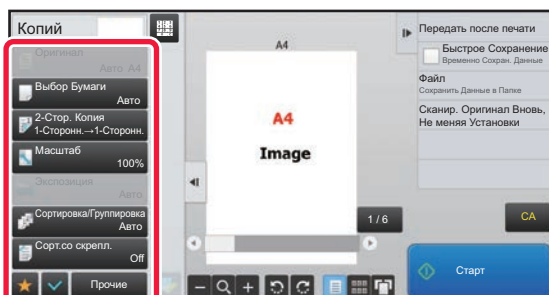 Копий
Оригинал
Авто A4
Выбор Бумаги
Авто
2-Стор. Копия
1-Сторонн.→1-Сторонн.
Масштаб
100%
Экспозиция
Авто
Сортировка/Группировка
Авто
Сорт.со скрепл.
Off
Прочие
A4
A4
Image
1 / 6
Передать после печати
Быстрое Сохранение
Временно Сохран. Данные
Файл
Сохранить Данные в Папке
Сканир. Оригинал Вновь,
Не меняя Установки
CA
Старт